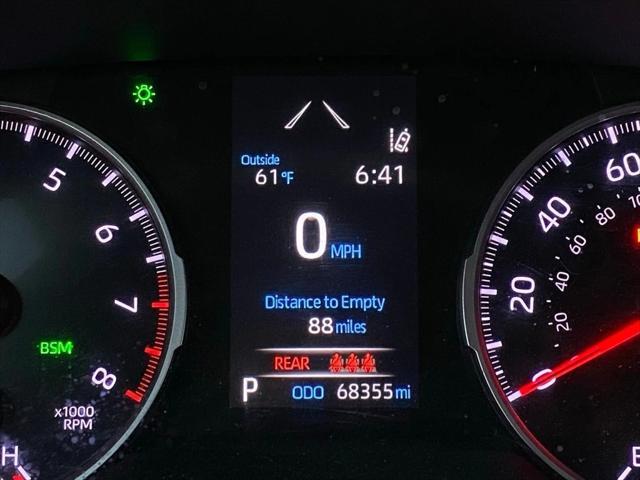 Outside
61°F
6:41
0 MPH
Distance to Empty
88 miles
REAR
P ODO 68355 mi
5
6
7
8
BSM
x1000
RPM
H
0
20
40
60
20
40
60
80
E